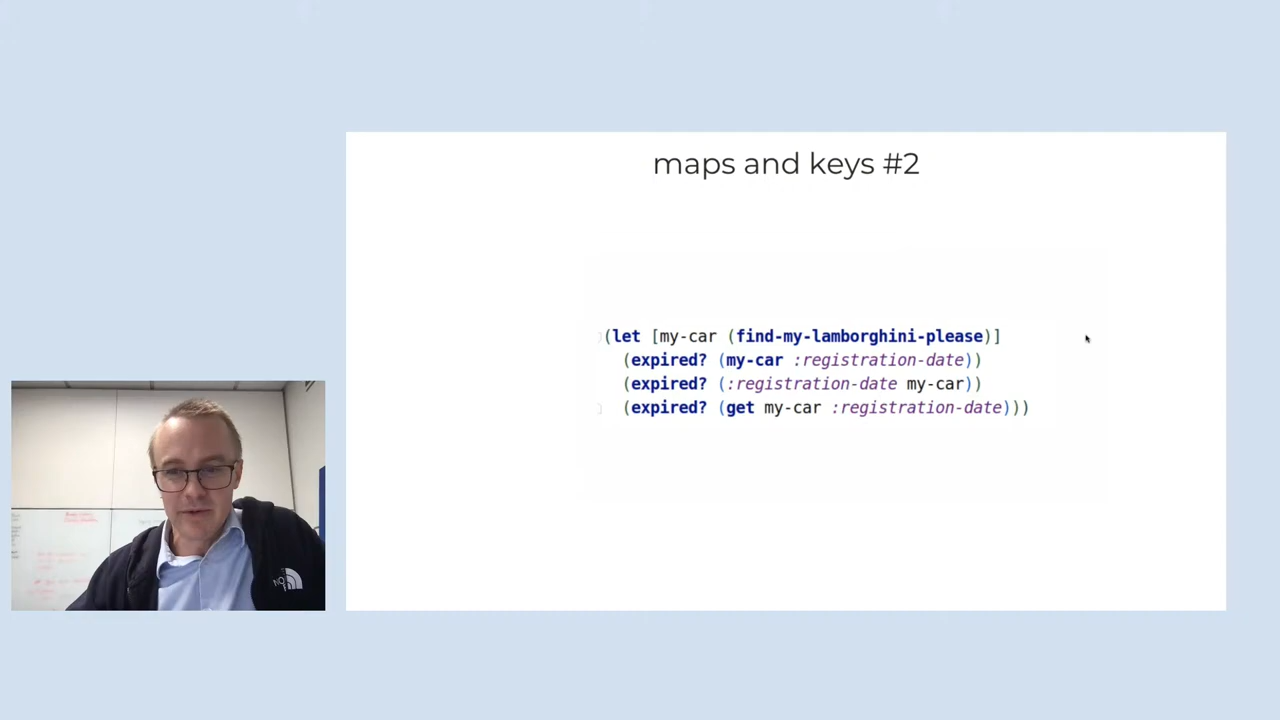 maps and keys #2
(let [my-car (find-my-lamborghini-please)]
(expired? (my-car :registration-date))
(expired? (:registration-date my-car))
(expired? (get my-car :registration-date)))